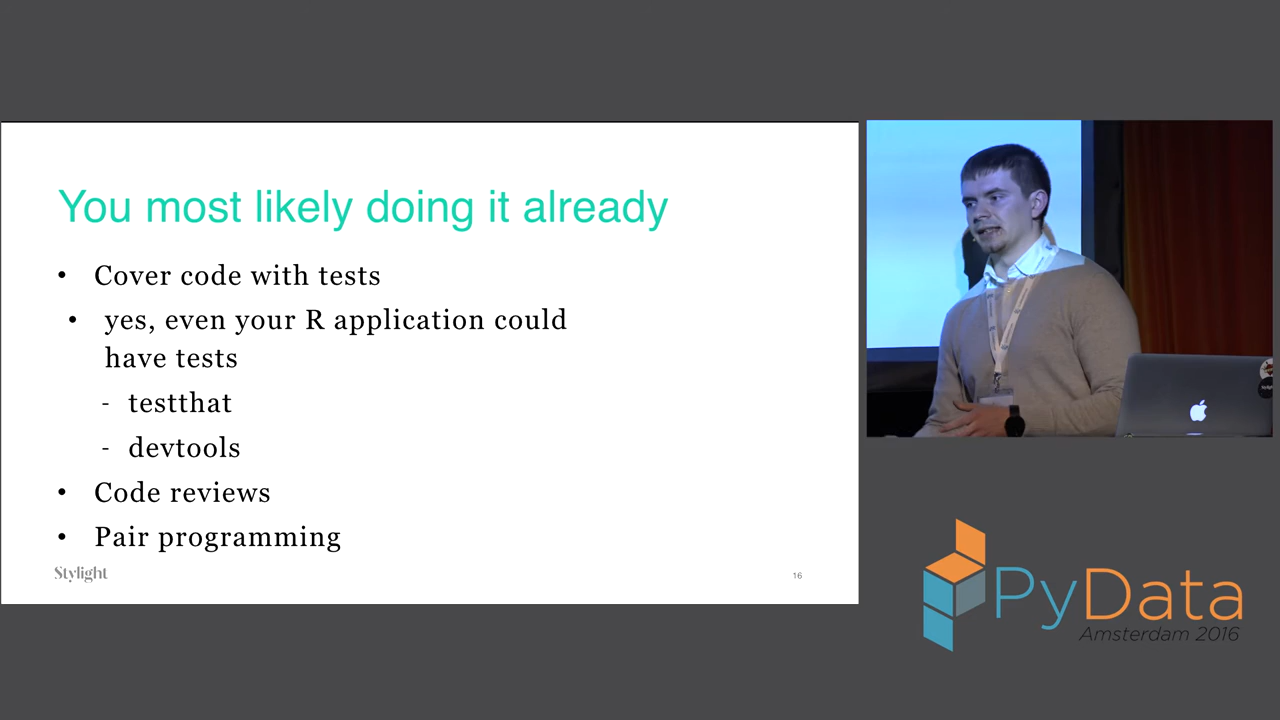 You most likely doing it already
• Cover code with tests
• yes, even your R application could
have tests
- testthat
- devtools
• Code reviews
• Pair programming
Stylight
16
PyData
Amsterdam 2016